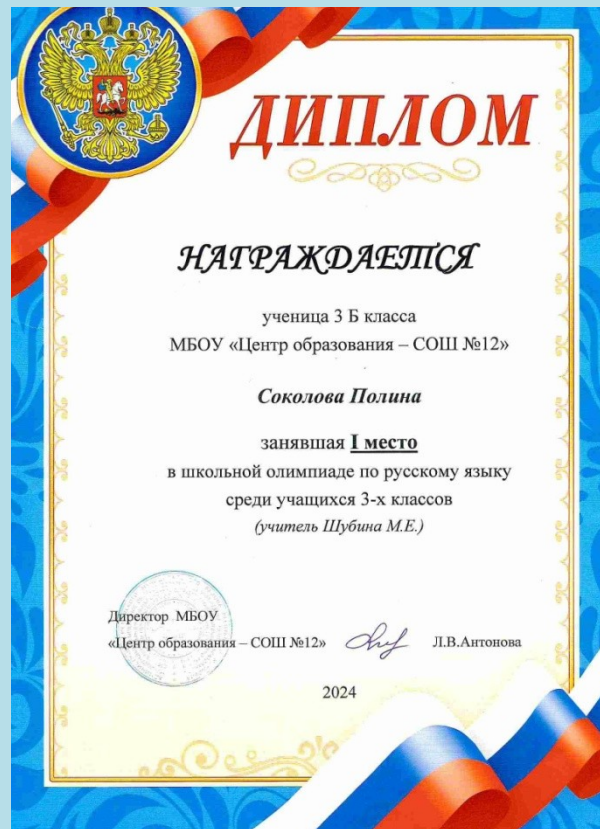 ДИПЛОМ
НАГРАЖДАЕТСЯ
ученица 3 Б класса
МБОУ «Центр образования – СОШ №12»
Соколова Полина
занявшая I место
в школьной олимпиаде по русскому языку
среди учащихся 3-х классов
(учитель Шубина М.Е.)
Директор МБОУ
«Центр образования – СОШ №12» Л.В.Антонова
2024